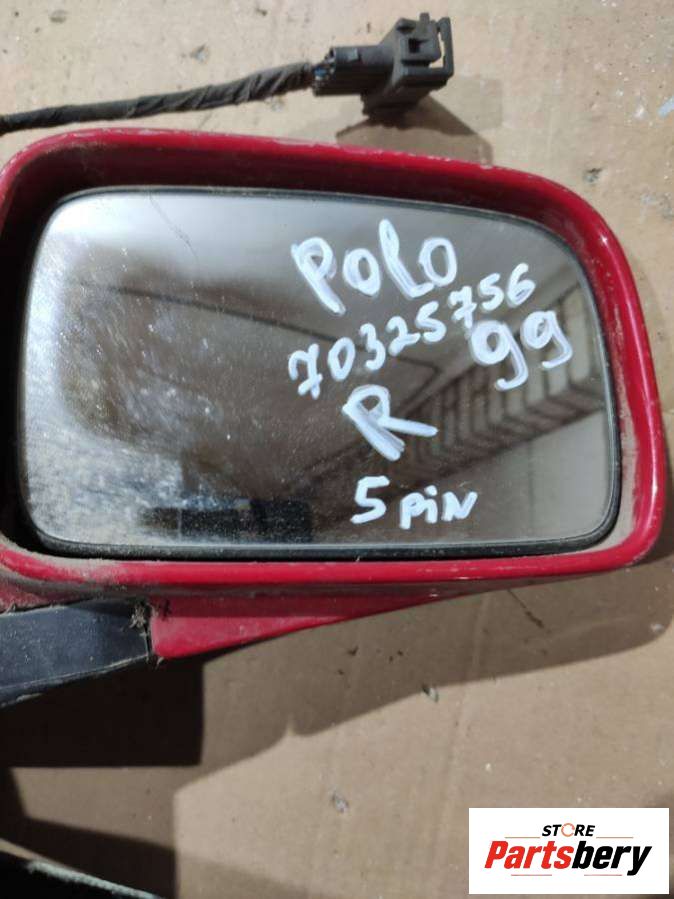 POLO
70325756
99
R
5 PIN
STORE
Partsbery